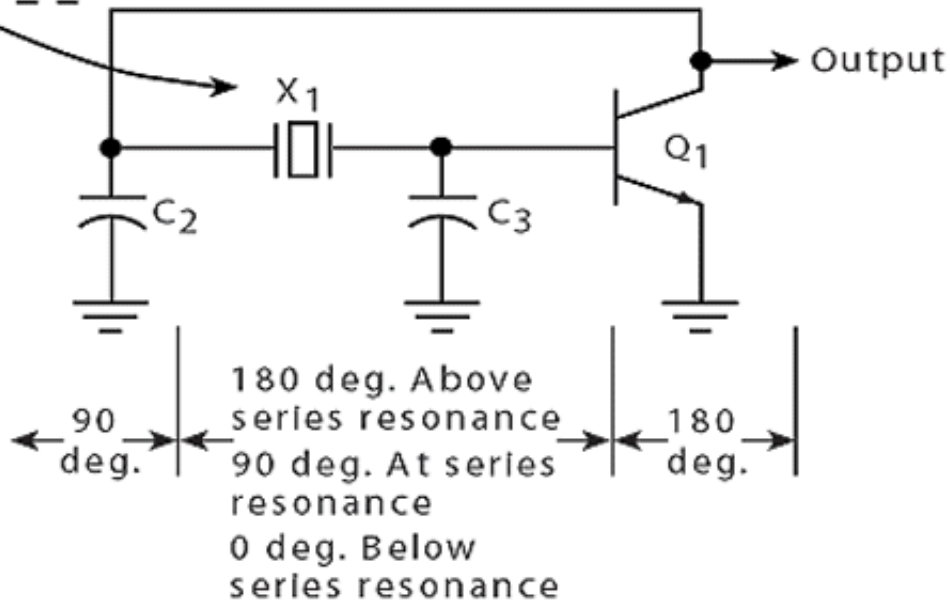 Output
X1
Q1
C2
C3
180 deg. Above
series resonance
90
deg.
180
deg.
90 deg. At series
resonance
0 deg. Below
series resonance